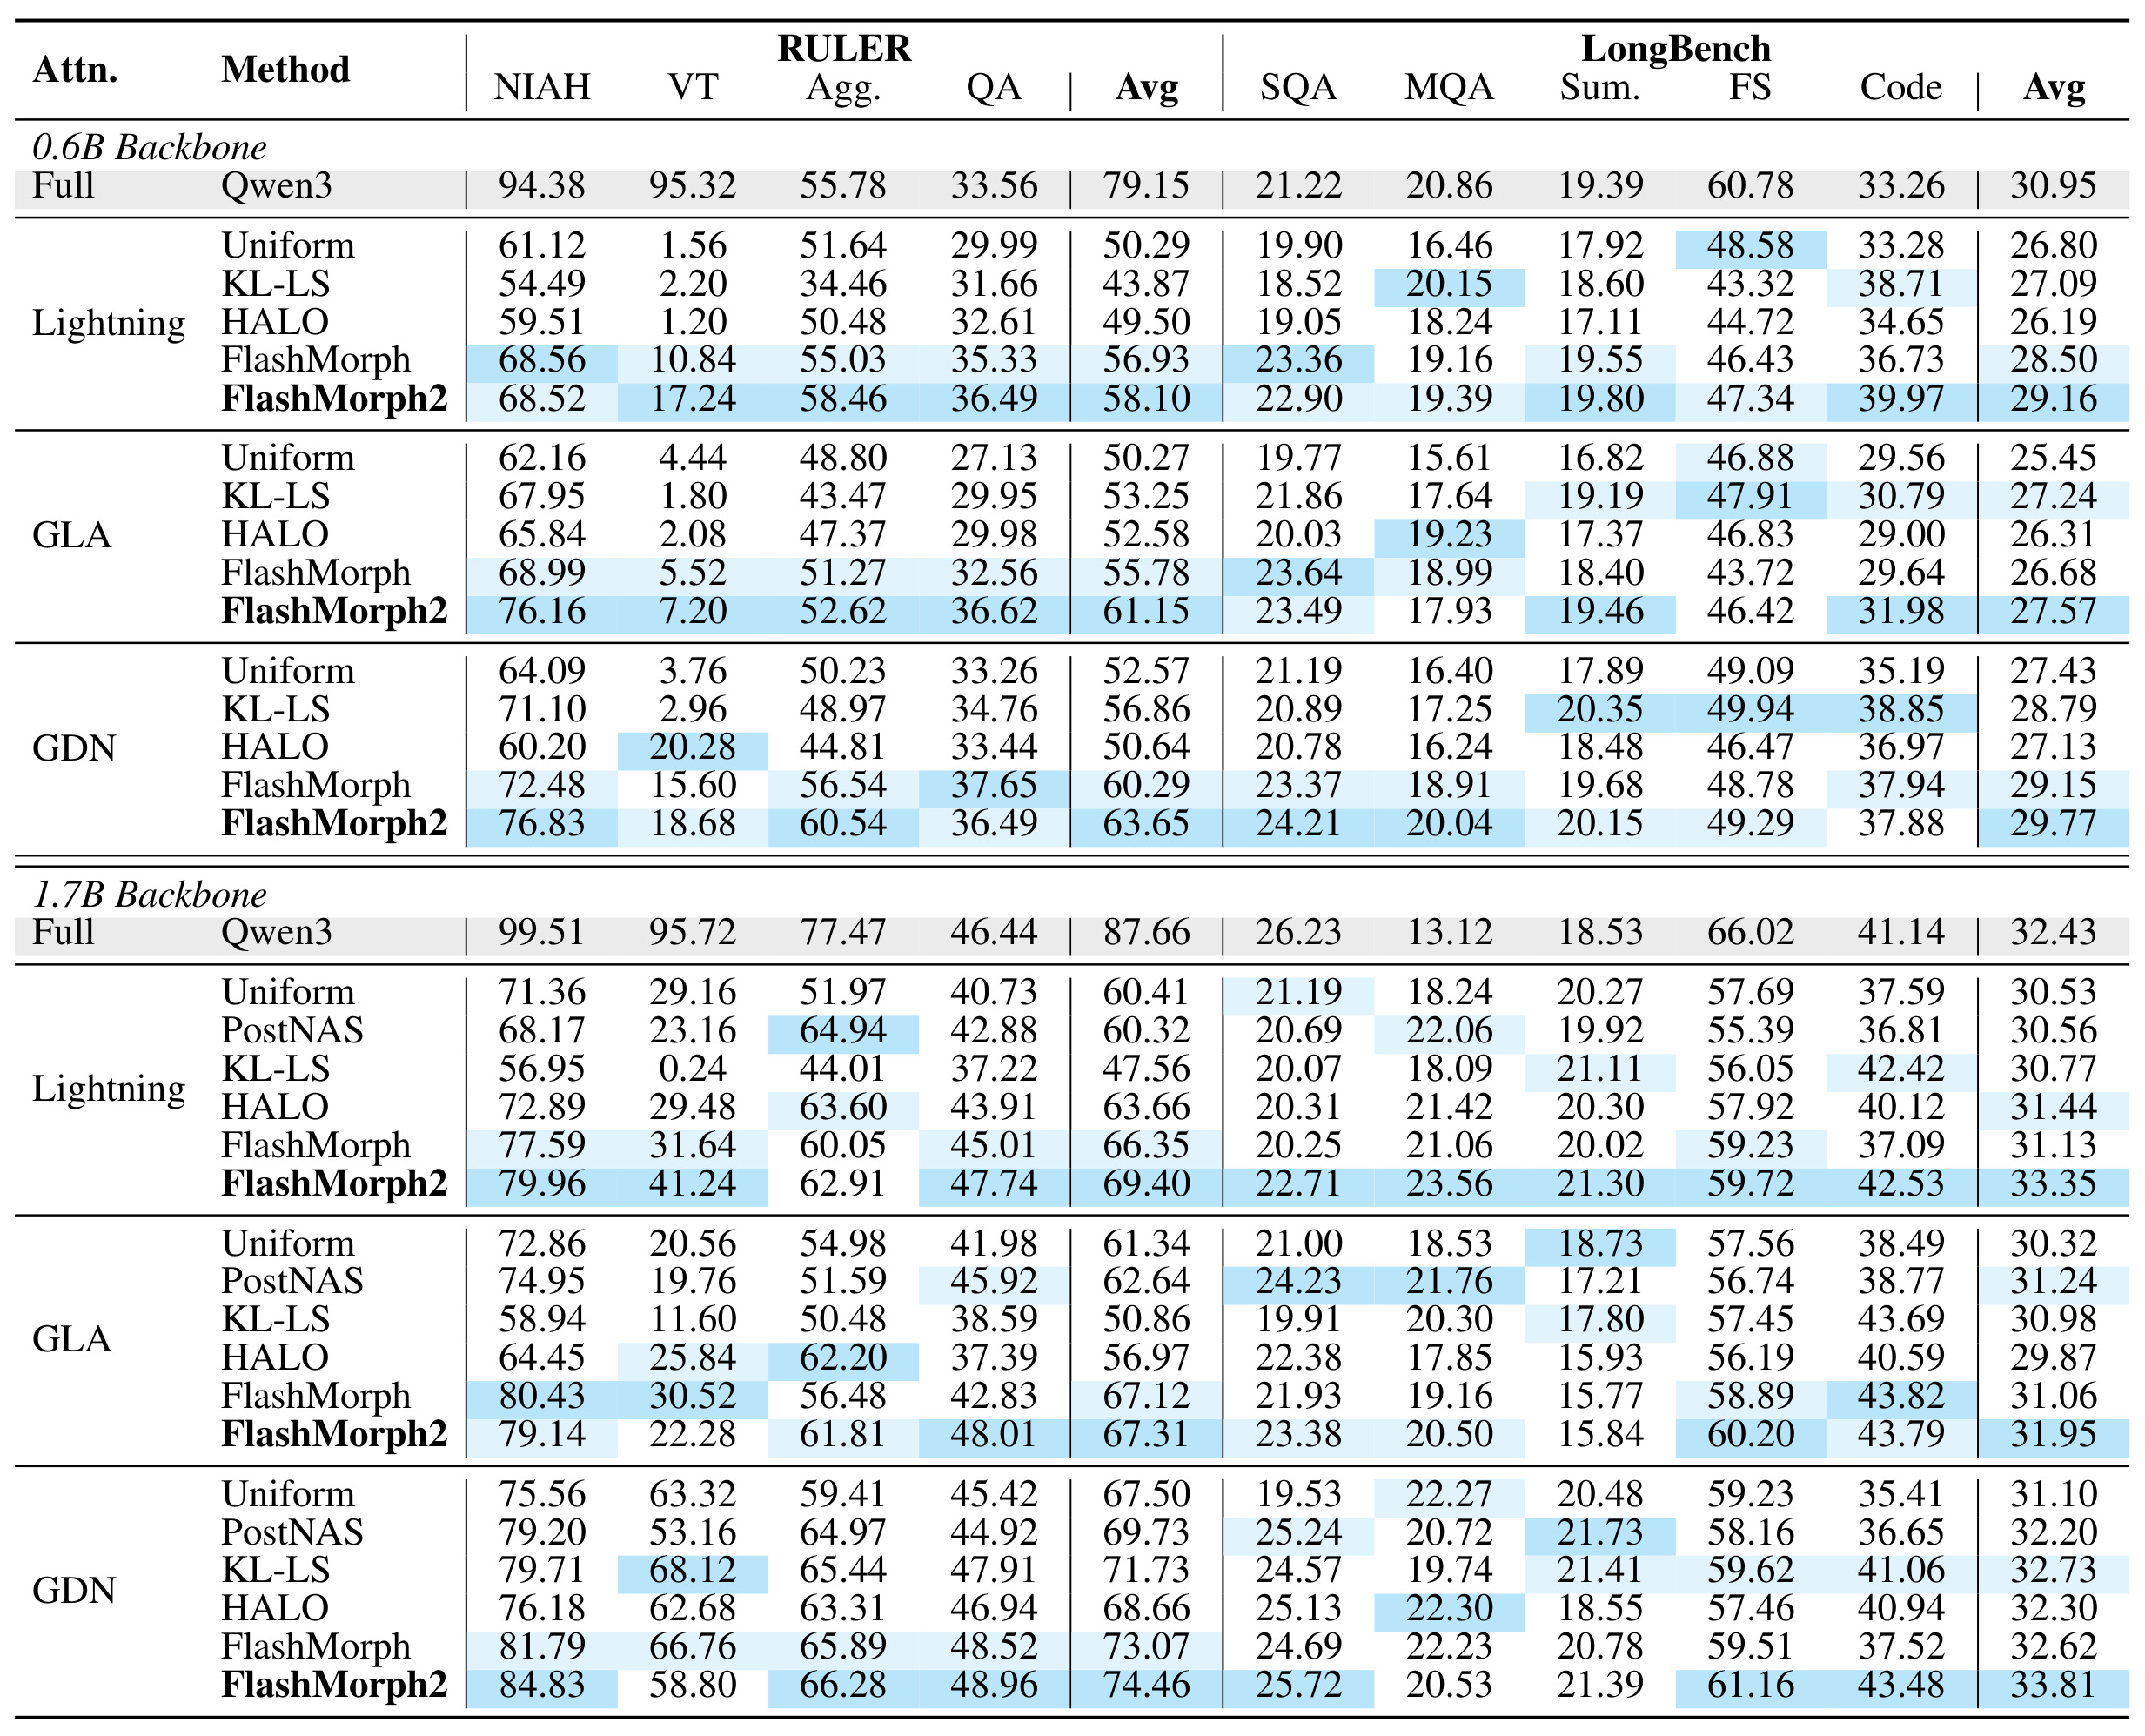 RULER LongBench
Attn. Method NIAH VT Agg. QA Avg SQA MQA Sum. FS Code Avg
0.6B Backbone
Full Qwen3 94.38 95.32 55.78 33.56 79.15 21.22 20.86 19.39 60.78 33.26 30.95
Uniform 61.12 1.56 51.64 29.99 50.29 19.90 16.46 17.92 48.58 33.28 26.80
KL-LS 54.49 2.20 34.46 31.66 43.87 18.52 20.15 18.60 43.32 38.71 27.09
Lightning HALO 59.51 1.20 50.48 32.61 49.50 19.05 18.24 17.11 44.72 34.65 26.19
FlashMorph 68.56 10.84 55.03 35.33 56.93 23.36 19.16 19.55 46.43 36.73 28.50
FlashMorph2 68.52 17.24 58.46 36.49 58.10 22.90 19.39 19.80 47.34 39.97 29.16
Uniform 62.16 4.44 48.80 27.13 50.27 19.77 15.61 16.82 46.88 29.56 25.45
KL-LS 67.95 1.80 43.47 29.95 53.25 21.86 17.64 19.19 47.91 30.79 27.24
GLA HALO 65.84 2.08 47.37 29.98 52.58 20.03 19.23 17.37 46.83 29.00 26.31
FlashMorph 68.99 5.52 51.27 32.56 55.78 23.64 18.99 18.40 43.72 29.64 26.68
FlashMorph2 76.16 7.20 52.62 36.62 61.15 23.49 17.93 19.46 46.42 31.98 27.57
Uniform 64.09 3.76 50.23 33.26 52.57 21.19 16.40 17.89 49.09 35.19 27.43
KL-LS 71.10 2.96 48.97 34.76 56.86 20.89 17.25 20.35 49.94 38.85 28.79
GDN HALO 60.20 20.28 44.81 33.44 50.64 20.78 16.24 18.48 46.47 36.97 27.13
FlashMorph 72.48 15.60 56.54 37.65 60.29 23.37 18.91 19.68 48.78 37.94 29.15
FlashMorph2 76.83 18.68 60.54 36.49 63.65 24.21 20.04 20.15 49.29 37.88 29.77
1.7B Backbone
Full Qwen3 99.51 95.72 77.47 46.44 87.66 26.23 13.12 18.53 66.02 41.14 32.43
Uniform 71.36 29.16 51.97 40.73 60.41 21.19 18.24 20.27 57.69 37.59 30.53
PostNAS 68.17 23.16 64.94 42.88 60.32 20.69 22.06 19.92 55.39 36.81 30.56
KL-LS 56.95 0.24 44.01 37.22 47.56 20.07 18.09 21.11 56.05 42.42 30.77
Lightning HALO 72.89 29.48 63.60 43.91 63.66 20.31 21.42 20.30 57.92 40.12 31.44
FlashMorph 77.59 31.64 60.05 45.01 66.35 20.25 21.06 20.02 59.23 37.09 31.13
FlashMorph2 79.96 41.24 62.91 47.74 69.40 22.71 23.56 21.30 59.72 42.53 33.35
Uniform 72.86 20.56 54.98 41.98 61.34 21.00 18.53 18.73 57.56 38.49 30.32
PostNAS 74.95 19.76 51.59 45.92 62.64 24.23 21.76 17.21 56.74 38.77 31.24
KL-LS 58.94 11.60 50.48 38.59 50.86 19.91 20.30 17.80 57.45 43.69 30.98
GLA HALO 64.45 25.84 62.20 37.39 56.97 22.38 17.85 15.93 56.19 40.59 29.87
FlashMorph 80.43 30.52 56.48 42.83 67.12 21.93 19.16 15.77 58.89 43.82 31.06
FlashMorph2 79.14 22.28 61.81 48.01 67.31 23.38 20.50 15.84 60.20 43.79 31.95
Uniform 75.56 63.32 59.41 45.42 67.50 19.53 22.27 20.48 59.23 35.41 31.10
PostNAS 79.20 53.16 64.97 44.92 69.73 25.24 20.72 21.73 58.16 36.65 32.20
KL-LS 79.71 68.12 65.44 47.91 71.73 24.57 19.74 21.41 59.62 41.06 32.73
GDN HALO 76.18 62.68 63.31 46.94 68.66 25.13 22.30 18.55 57.46 40.94 32.30
FlashMorph 81.79 66.76 65.89 48.52 73.07 24.69 22.23 20.78 59.51 37.52 32.62
FlashMorph2 84.83 58.80 66.28 48.96 74.46 25.72 20.53 21.39 61.16 43.48 33.81